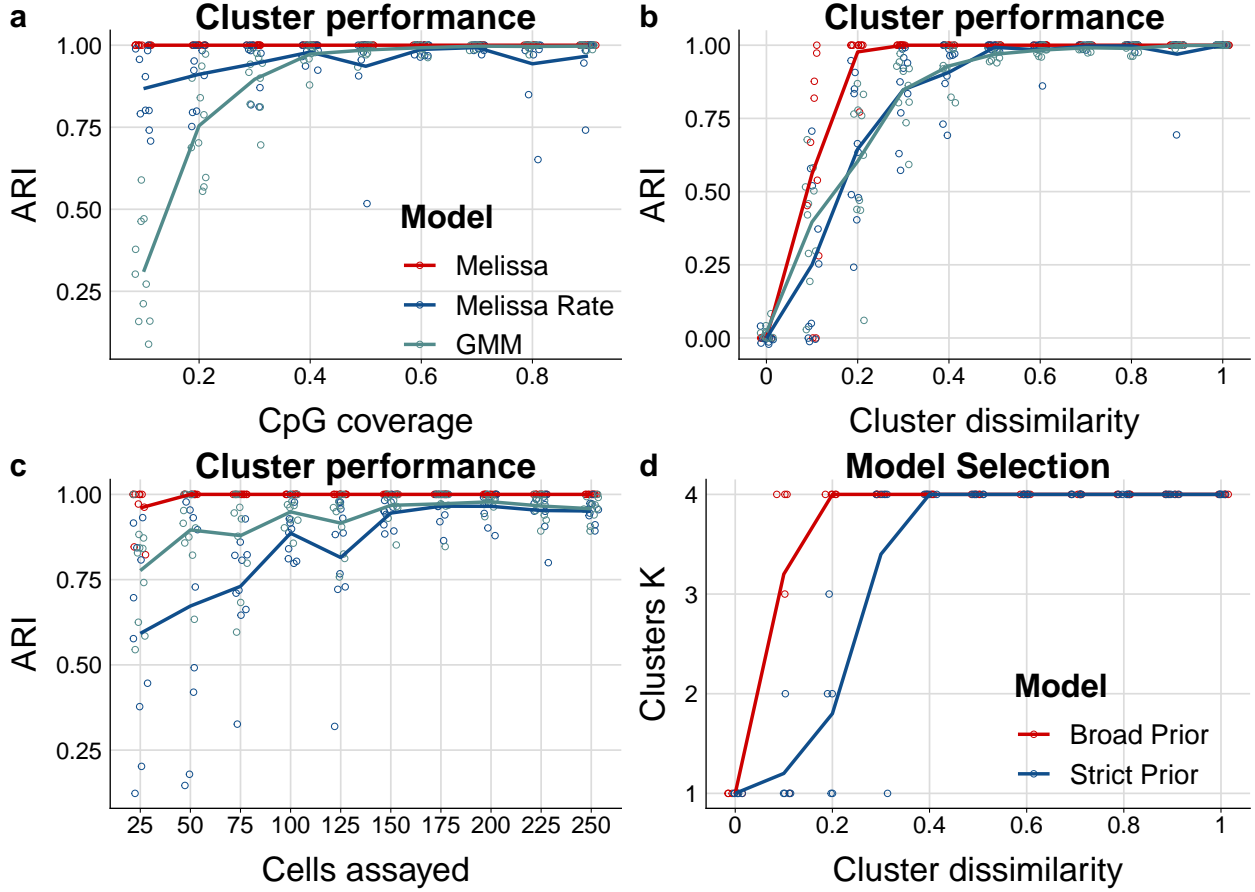 a
Cluster performance
1.00
0.75
0.50
0.25
ARI
Model
Melissa
Melissa Rate
GMM
0.2 0.4 0.6 0.8
CpG coverage
b
Cluster performance
1.00
0.75
0.50
0.25
0.00
ARI
0 0.2 0.4 0.6 0.8 1
Cluster dissimilarity
c
Cluster performance
1.00
0.75
0.50
0.25
ARI
25 50 75 100 125 150 175 200 225 250
Cells assayed
d
Model Selection
4
3
2
1
Clusters K
Model
Broad Prior
Strict Prior
0 0.2 0.4 0.6 0.8 1
Cluster dissimilarity